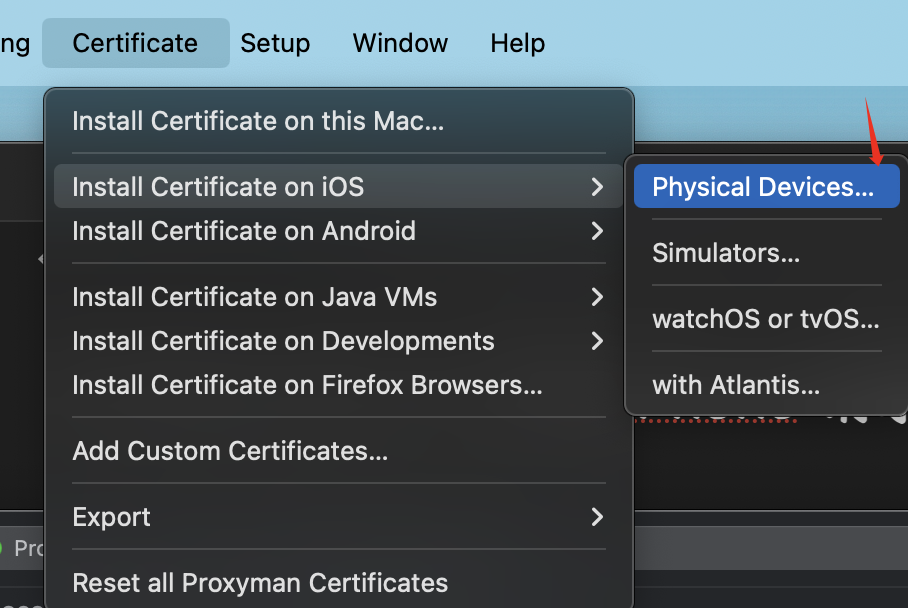 ng Certificate Setup Window Help
Install Certificate on this Mac...
Install Certificate on iOS
Physical Devices...
Install Certificate on Android
Simulators...
Install Certificate on Java VMs
watchOS or tvOS...
Install Certificate on Developments
Install Certificate on Firefox Browsers...
with Atlantis...
Add Custom Certificates...
Export
Pro
Reset all Proxyman Certificates